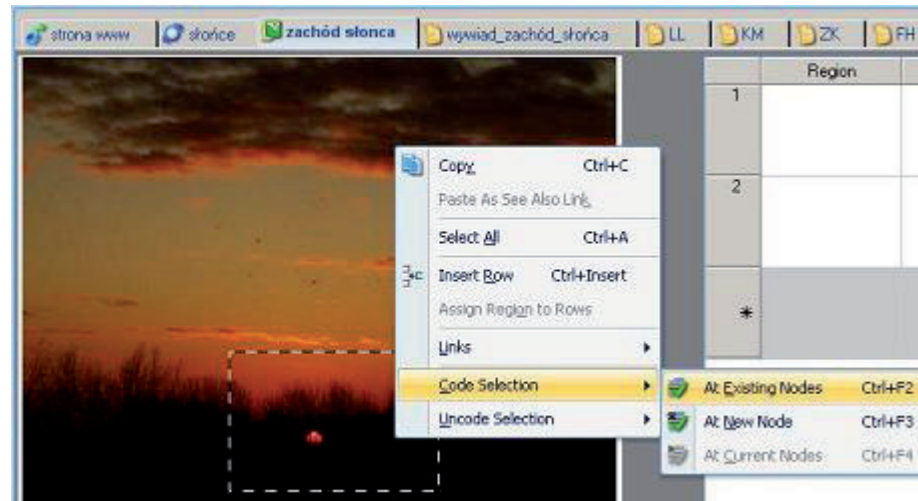 strona www słońce zachód słonca wywiad_zachód_słońca LL KM ZK FH
Region
1
2
*
Copy Ctrl+C
Paste As See Also Link
Select All Ctrl+A
Insert Row Ctrl+Insert
Assign Region to Rows
Links
Code Selection
Uncode Selection
At Existing Nodes Ctrl+F2
At New Node Ctrl+F3
At Current Nodes Ctrl+F4